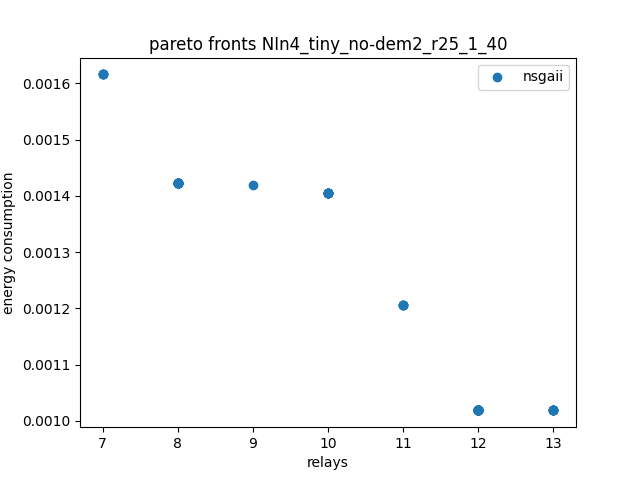 pareto fronts NIn4_tiny_no-dem2_r25_1_40
nsgaii
energy consumption
0.0016
0.0015
0.0014
0.0013
0.0012
0.0011
0.0010
7 8 9 10 11 12 13
relays